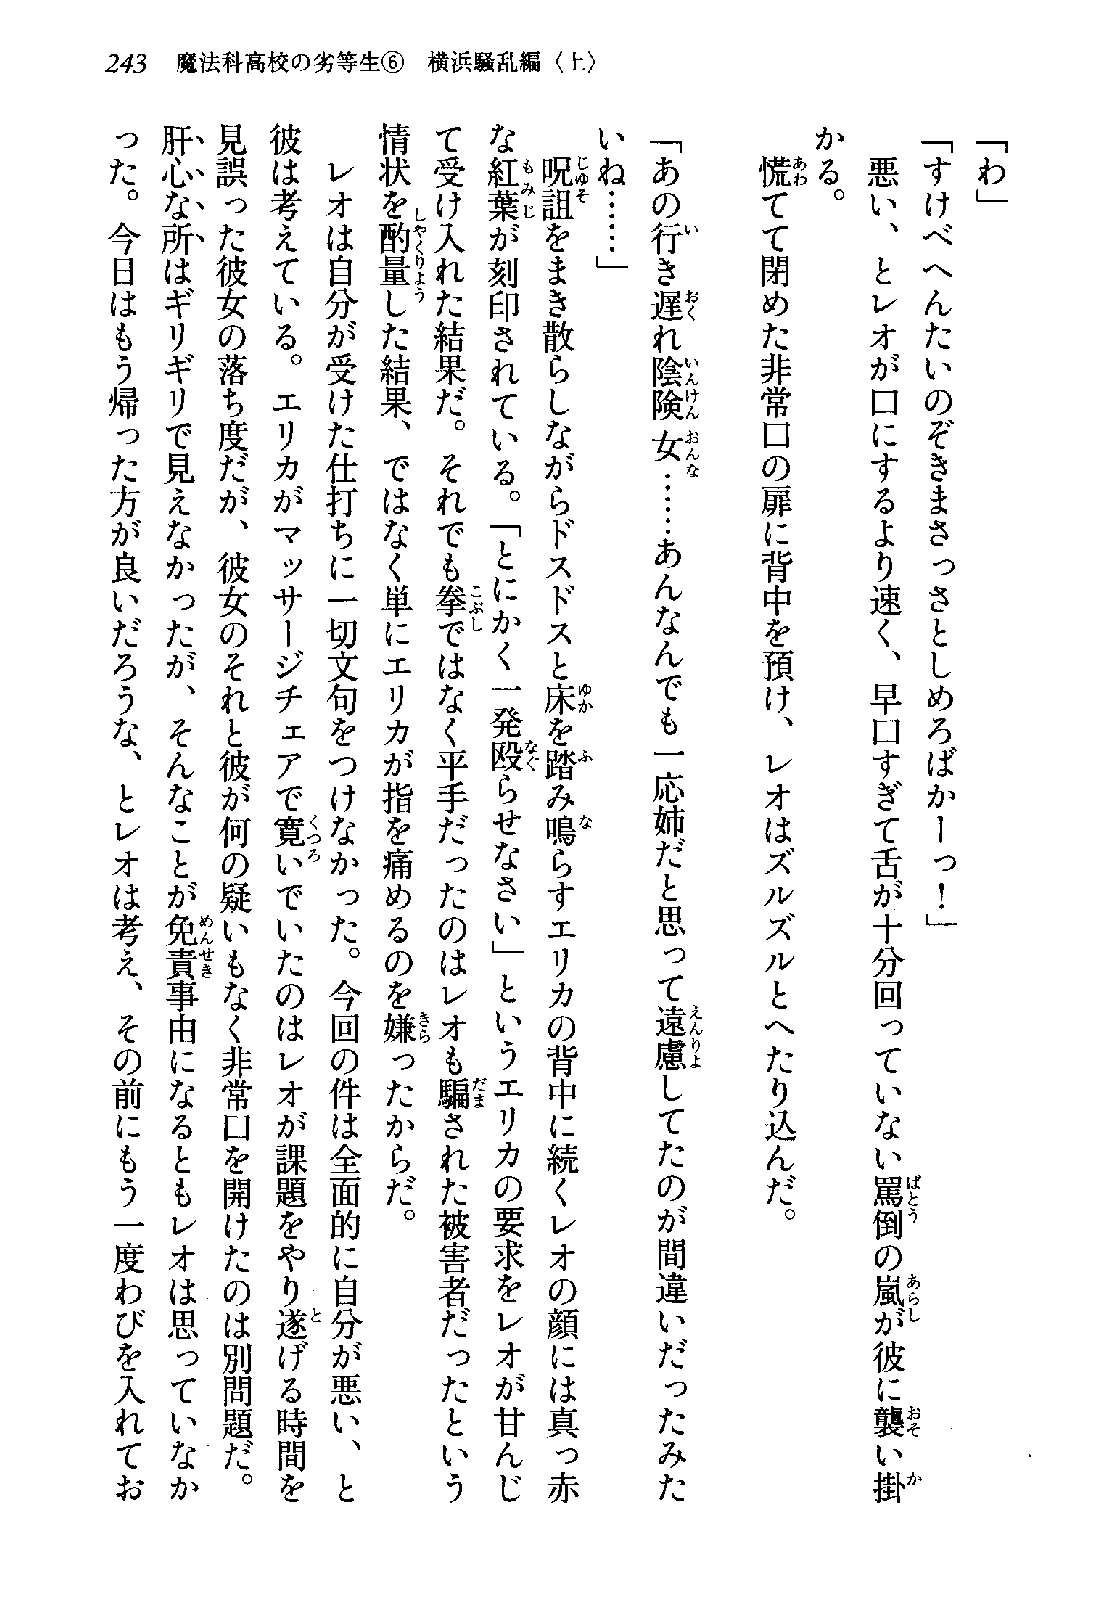 243 魔法科高校の劣等生⑥ 横浜騒乱編〈上〉
「わ」
「すけべへんたいのぞきまさっさとしめろばかーっ！」
悪い、とレオが口にするより速く、早口すぎて舌が十分回っていない罵倒の嵐が彼に襲い掛
かる。
慌てて閉めた非常口の扉に背中を預け、レオはズルズルとへたり込んだ。
「あの行き遅れ陰険女……あんなんでも一応姉だと思って遠慮してたのが間違いだったみた
いね……」
呪詛をまき散らしながらドスドスと床を踏み鳴らすエリカの背中に続くレオの顔には真っ赤
な紅葉が刻印されている。「とにかく一発殴らせなさい」というエリカの要求をレオが甘んじ
て受け入れた結果だ。それでも拳ではなく平手だったのはレオも騙された被害者だったという
情状を酌量した結果、ではなく単にエリカが指を痛めるのを嫌ったからだ。
レオは自分が受けた仕打ちに一切文句をつけなかった。今回の件は全面的に自分が悪い、と
彼は考えている。エリカがマッサージチェアで寛いでいたのはレオが課題をやり遂げる時間を
見誤った彼女の落ち度だが、彼女のそれと彼が何の疑いもなく非常口を開けたのは別問題だ。
肝心な所はギリギリで見えなかったが、そんなことが免責事由になるともレオは思っていなか
った。今日はもう帰った方が良いだろうな、とレオは考え、その前にもう一度わびを入れてお